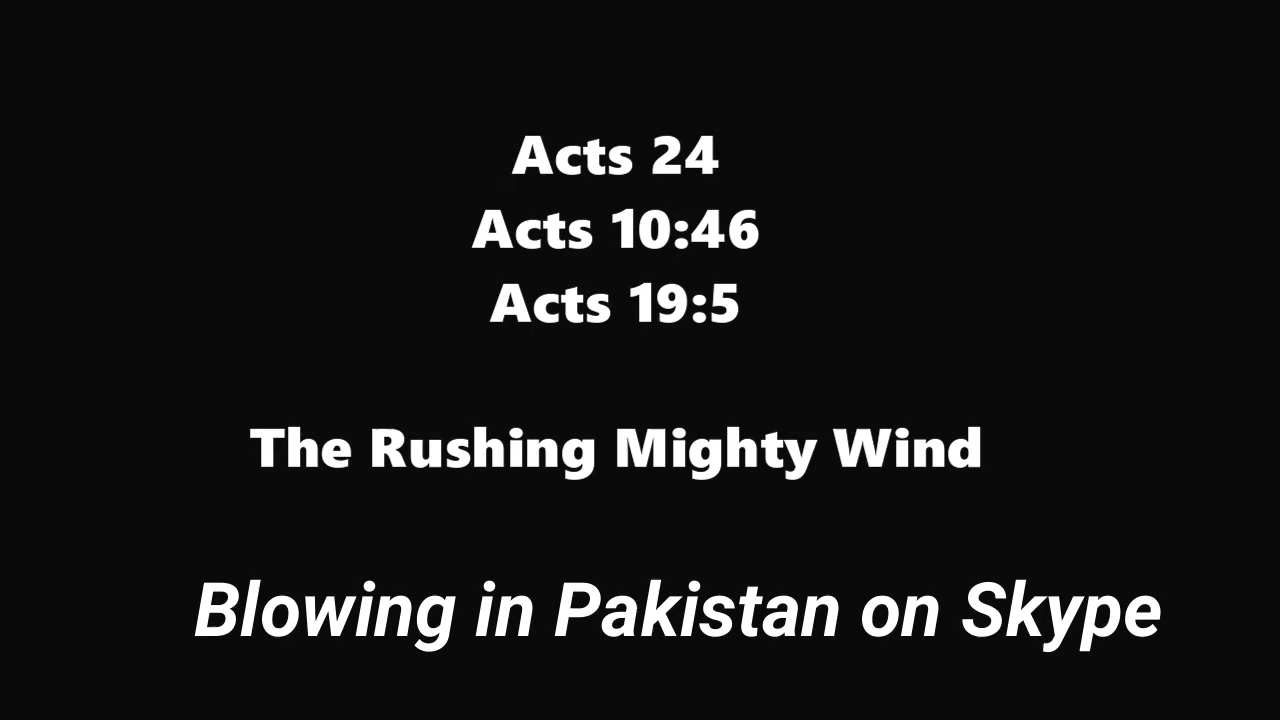 Acts 24
Acts 10:46
Acts 19:5
The Rushing Mighty Wind
Blowing in Pakistan on Skype